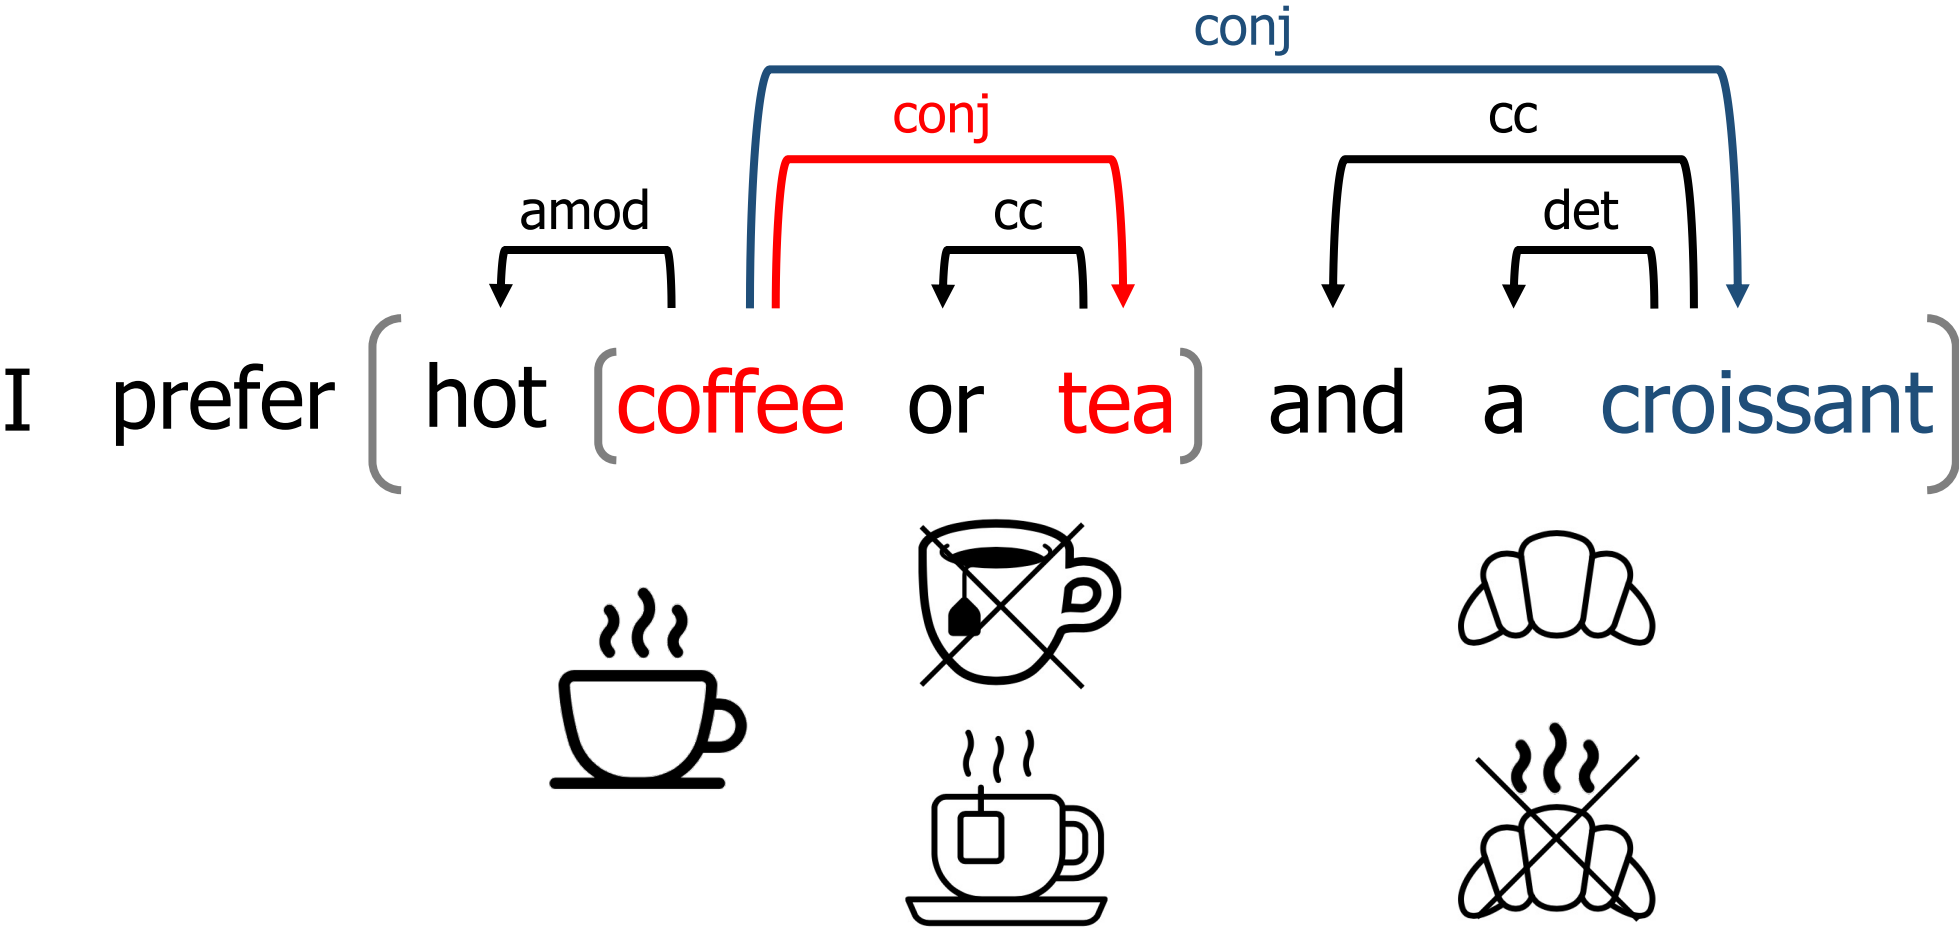 conj
conj cc
amod cc det
I prefer hot coffee or tea and a croissant